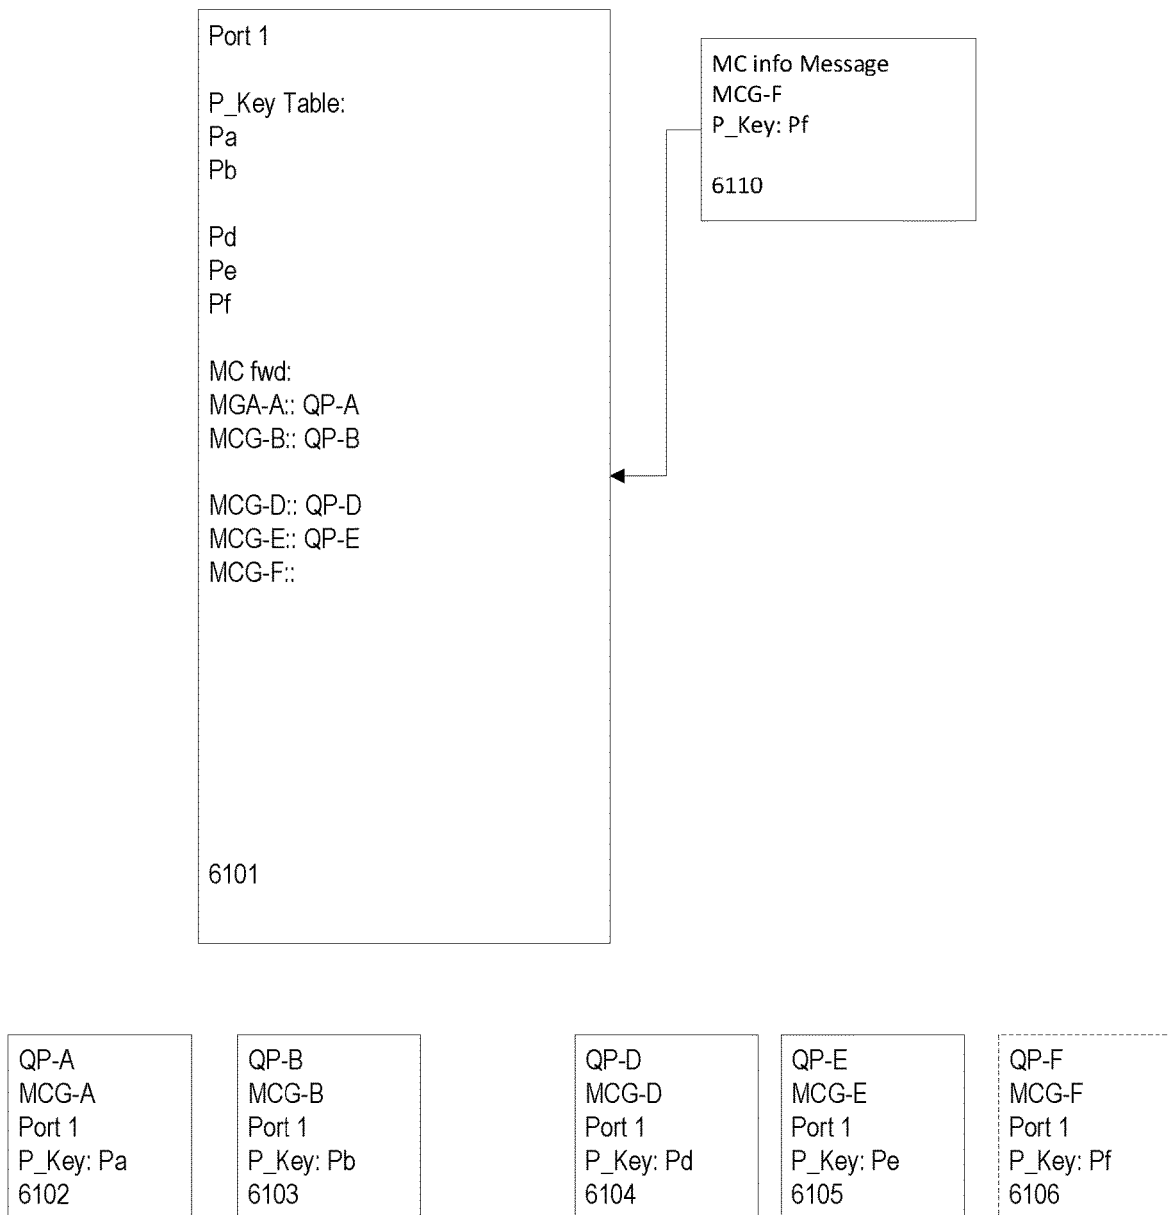 Port 1
P_Key Table:
Pa
Pb
Pd
Pe
Pf
MC fwd:
MGA-A:: QP-A
MCG-B:: QP-B
MCG-D:: QP-D
MCG-E:: QP-E
MCG-F::
6101
MC info Message
MCG-F
P_Key: Pf
6110
QP-A
MCG-A
Port 1
P_Key: Pa
6102
QP-B
MCG-B
Port 1
P_Key: Pb
6103
QP-D
MCG-D
Port 1
P_Key: Pd
6104
QP-E
MCG-E
Port 1
P_Key: Pe
6105
QP-F
MCG-F
Port 1
P_Key: Pf
6106